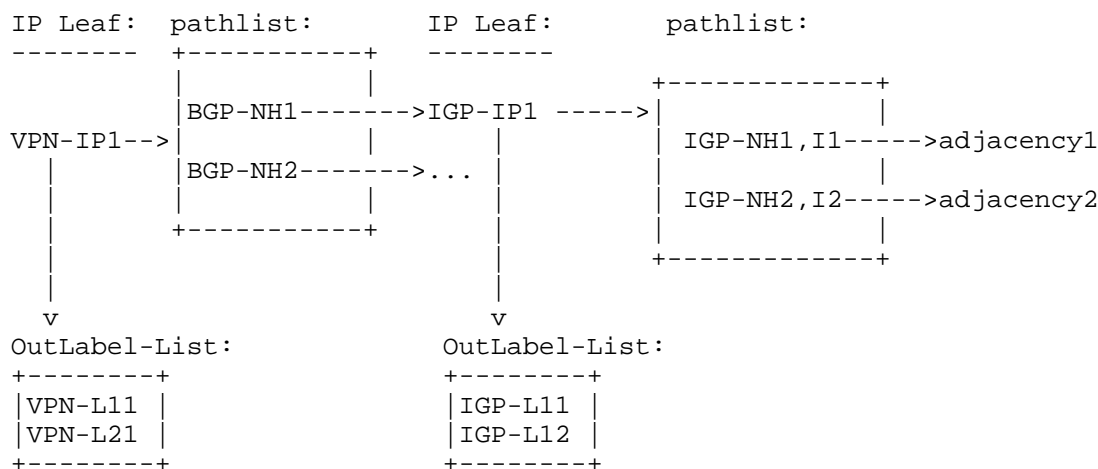 IP Leaf:  pathlist:        IP Leaf:       pathlist:
--------  +-----------+    --------
          |           |                  +-------------+
          |BGP-NH1------->IGP-IP1 ----->|             |
VPN-IP1-->|           |      |          | IGP-NH1,I1----->adjacency1
  |       |BGP-NH2------->... |          |             |
  |       |           |      |          | IGP-NH2,I2----->adjacency2
  |       +-----------+      |          |             |
  |                          |          +-------------+
  |                          |
  v                          v
OutLabel-List:            OutLabel-List:
+--------+                +--------+
|VPN-L11 |                |IGP-L11 |
|VPN-L21 |                |IGP-L12 |
+--------+                +--------+